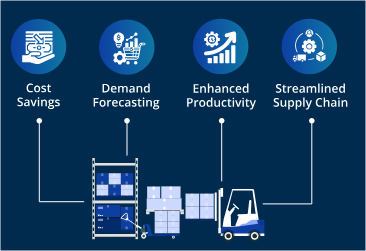 Cost
Savings
Demand
Forecasting
Enhanced
Productivity
Streamlined
Supply Chain